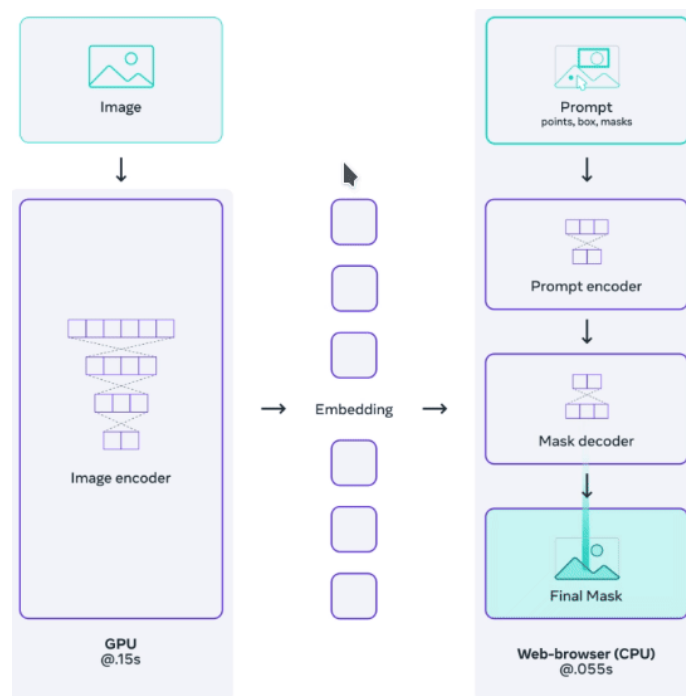 Image
Image encoder
GPU
@.15s
Embedding
Prompt
points, box, masks
Prompt encoder
Mask decoder
Final Mask
Web-browser (CPU)
@.055s